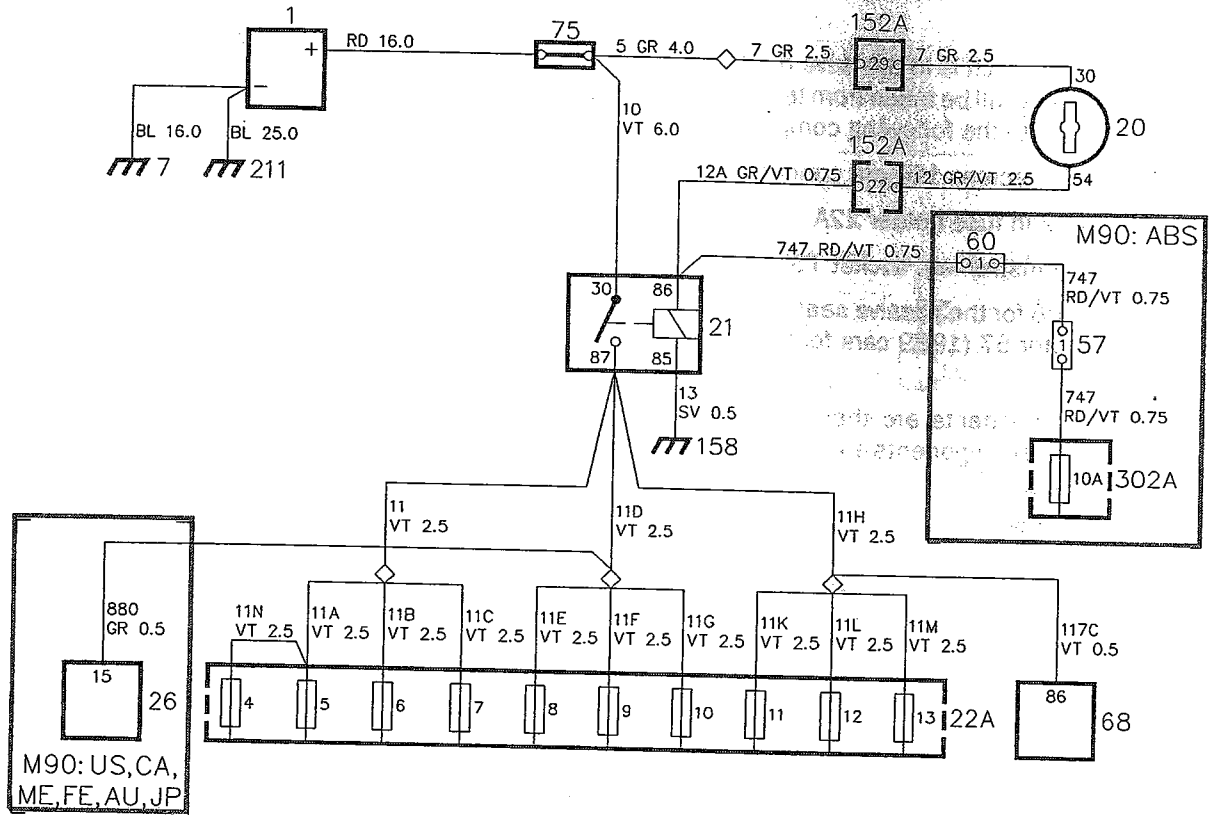 1
+
−
RD 16.0
75
5 GR 4.0
7 GR 2.5
152A
29
7 GR 2.5
30
20
54
BL 16.0
BL 25.0
7
211
10
VT 6.0
152A
12A GR/VT 0.75
22
12 GR/VT 2.5
747 RD/VT 0.75
M90: ABS
60
1
747
RD/VT 0.75
57
1
747
RD/VT 0.75
10A
302A
30
86
21
87
85
13
SV 0.5
158
11
VT 2.5
11D
VT 2.5
11H
VT 2.5
880
GR 0.5
11N
VT 2.5
11A
VT 2.5
11B
VT 2.5
11C
VT 2.5
11E
VT 2.5
11F
VT 2.5
11G
VT 2.5
11K
VT 2.5
11L
VT 2.5
11M
VT 2.5
117C
VT 0.5
15
26
4
5
6
7
8
9
10
11
12
13
22A
86
68
M90: US,CA,
ME,FE,AU,JP